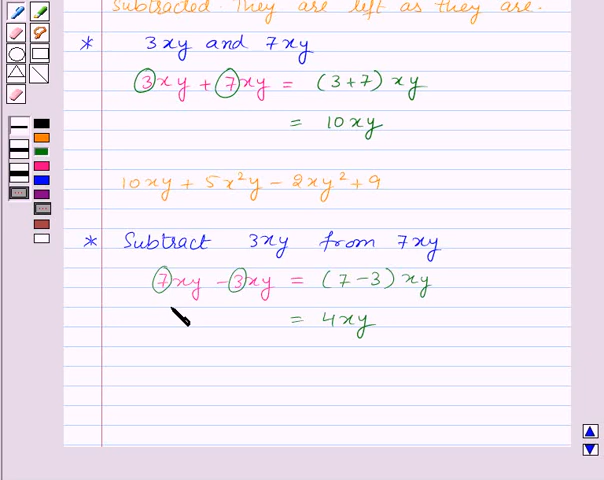 subtracted. They are left as they are.
* 3xy and 7xy
3xy + 7xy = (3+7) xy
= 10xy
10xy + 5x²y - 2xy² + 9
* Subtract 3xy from 7xy
7xy - 3xy = (7-3) xy
= 4xy